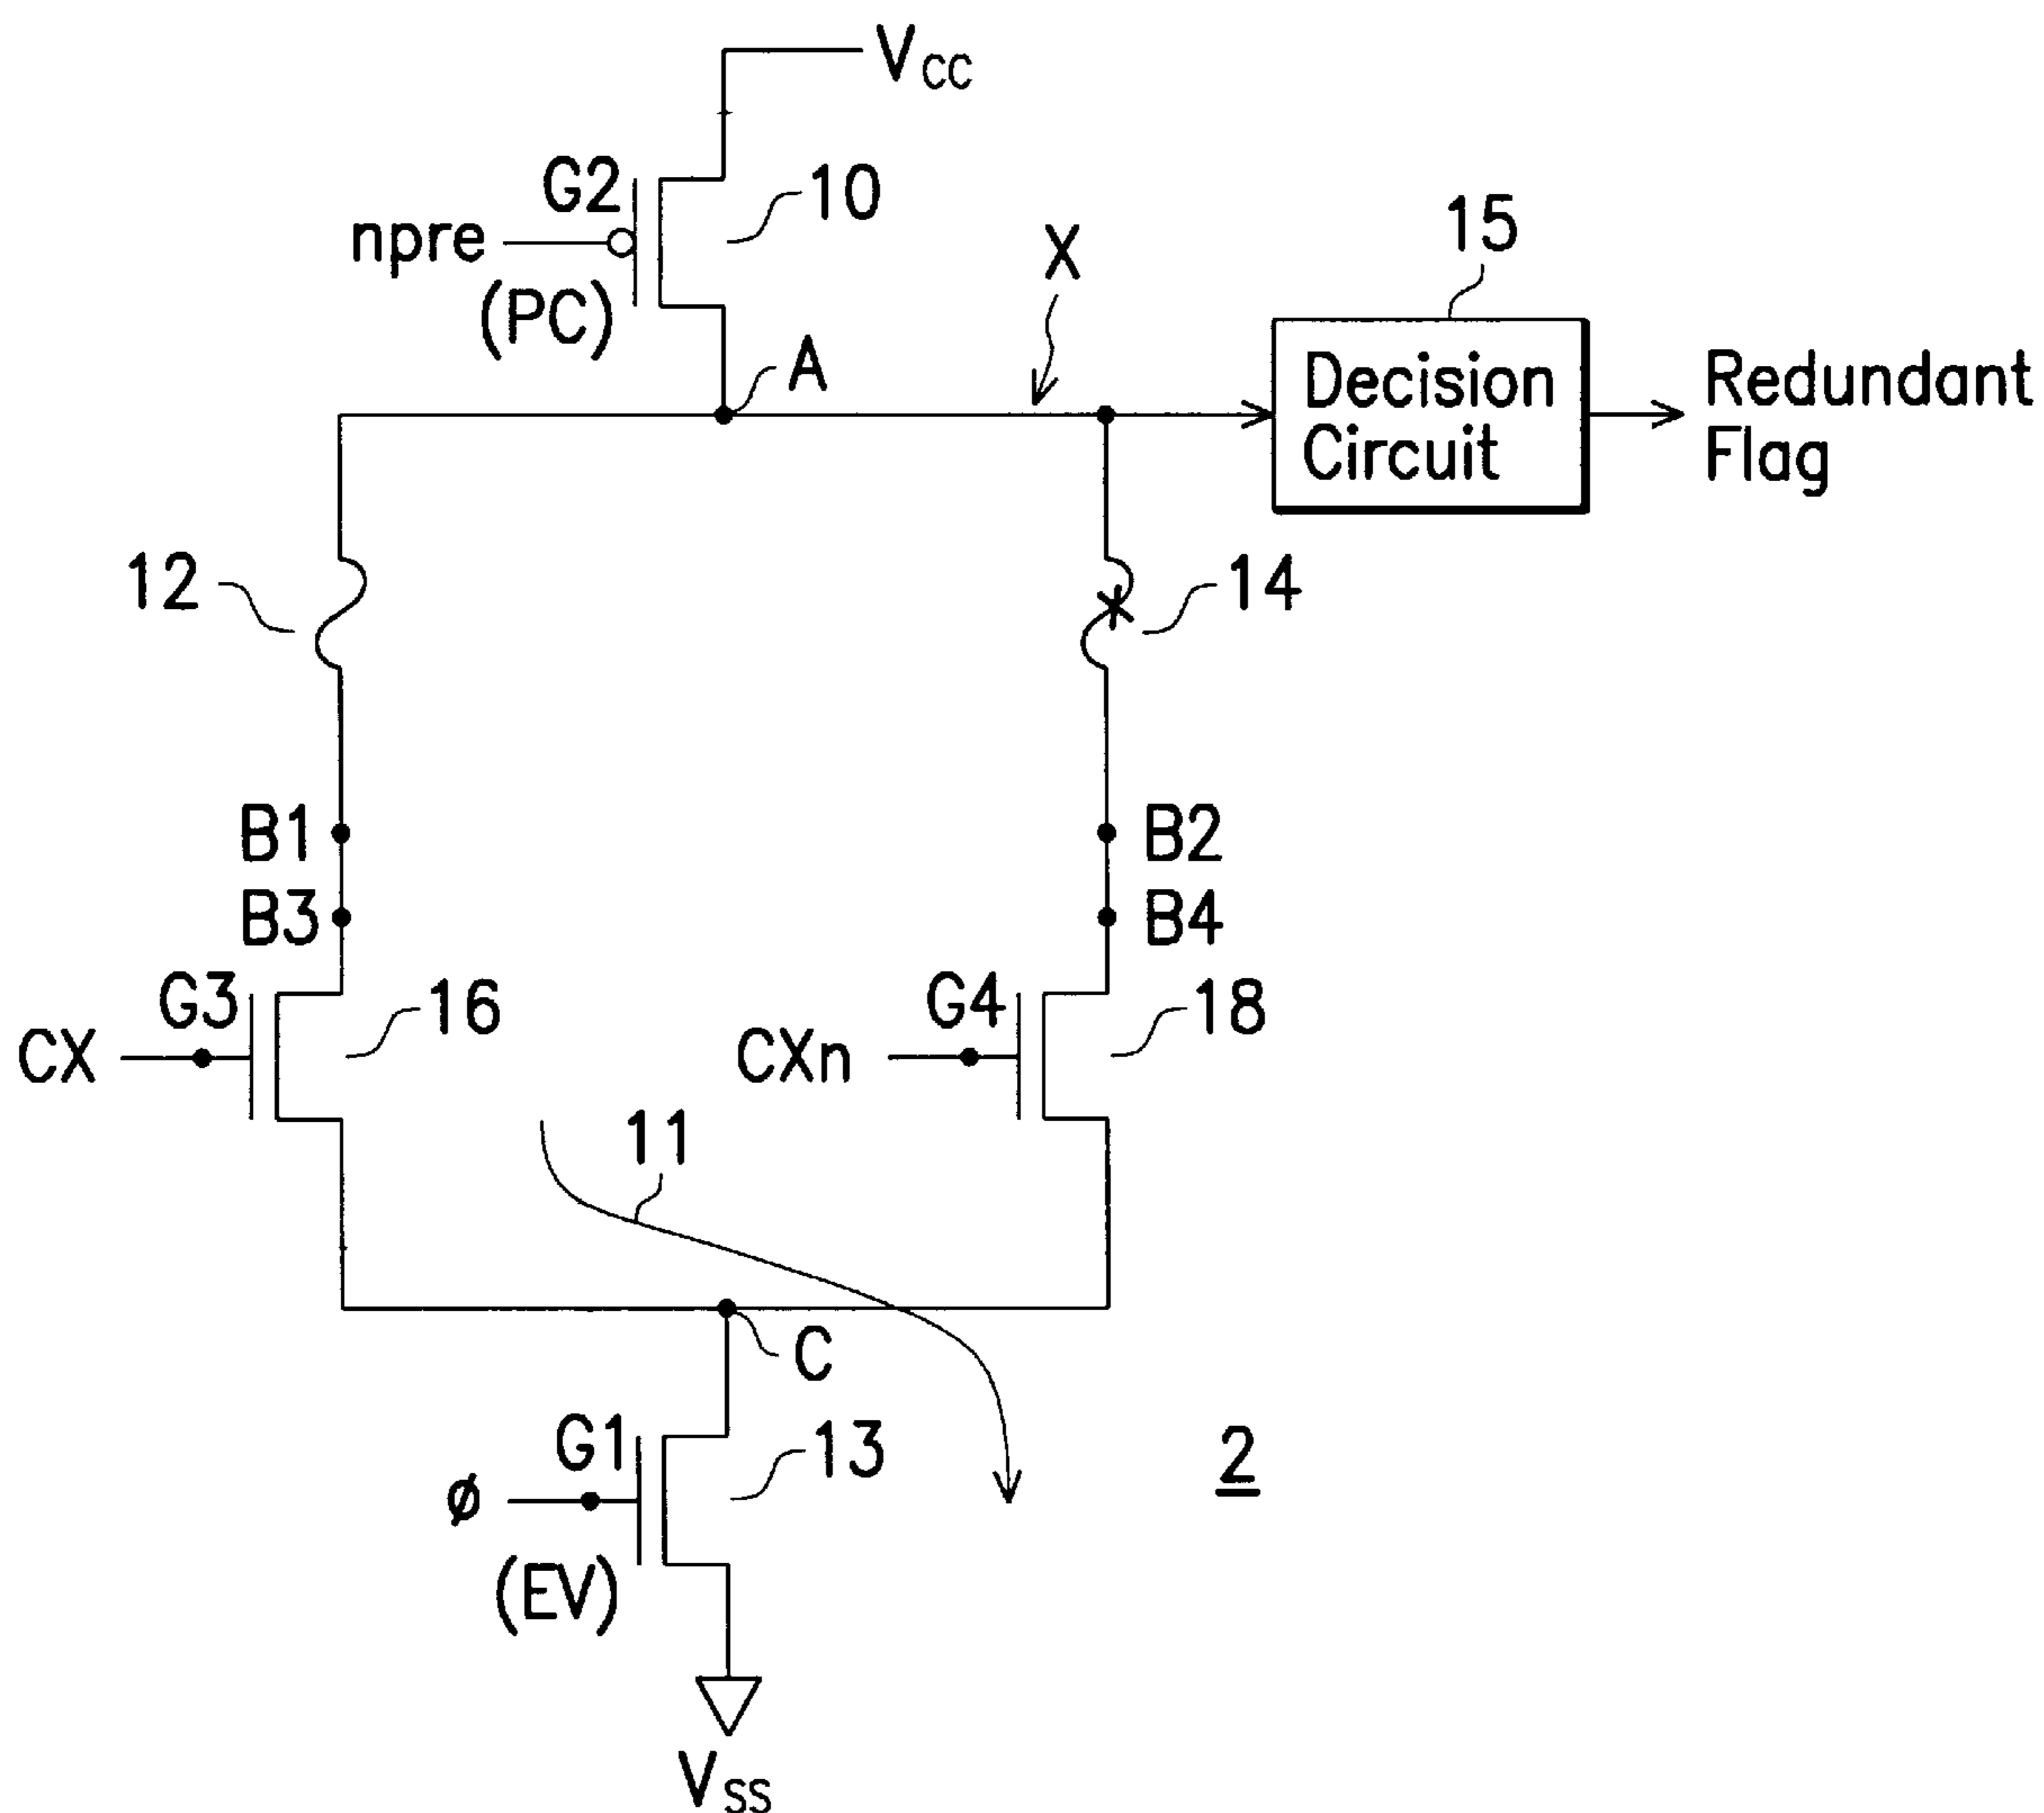 VCC
G2
10
npre
(PC)
X
15
A
Decision
Circuit
Redundant
Flag
12
14
B1
B2
B3
B4
G3
16
G4
18
CX
CXn
11
C
G1
13
ø
(EV)
2
VSS